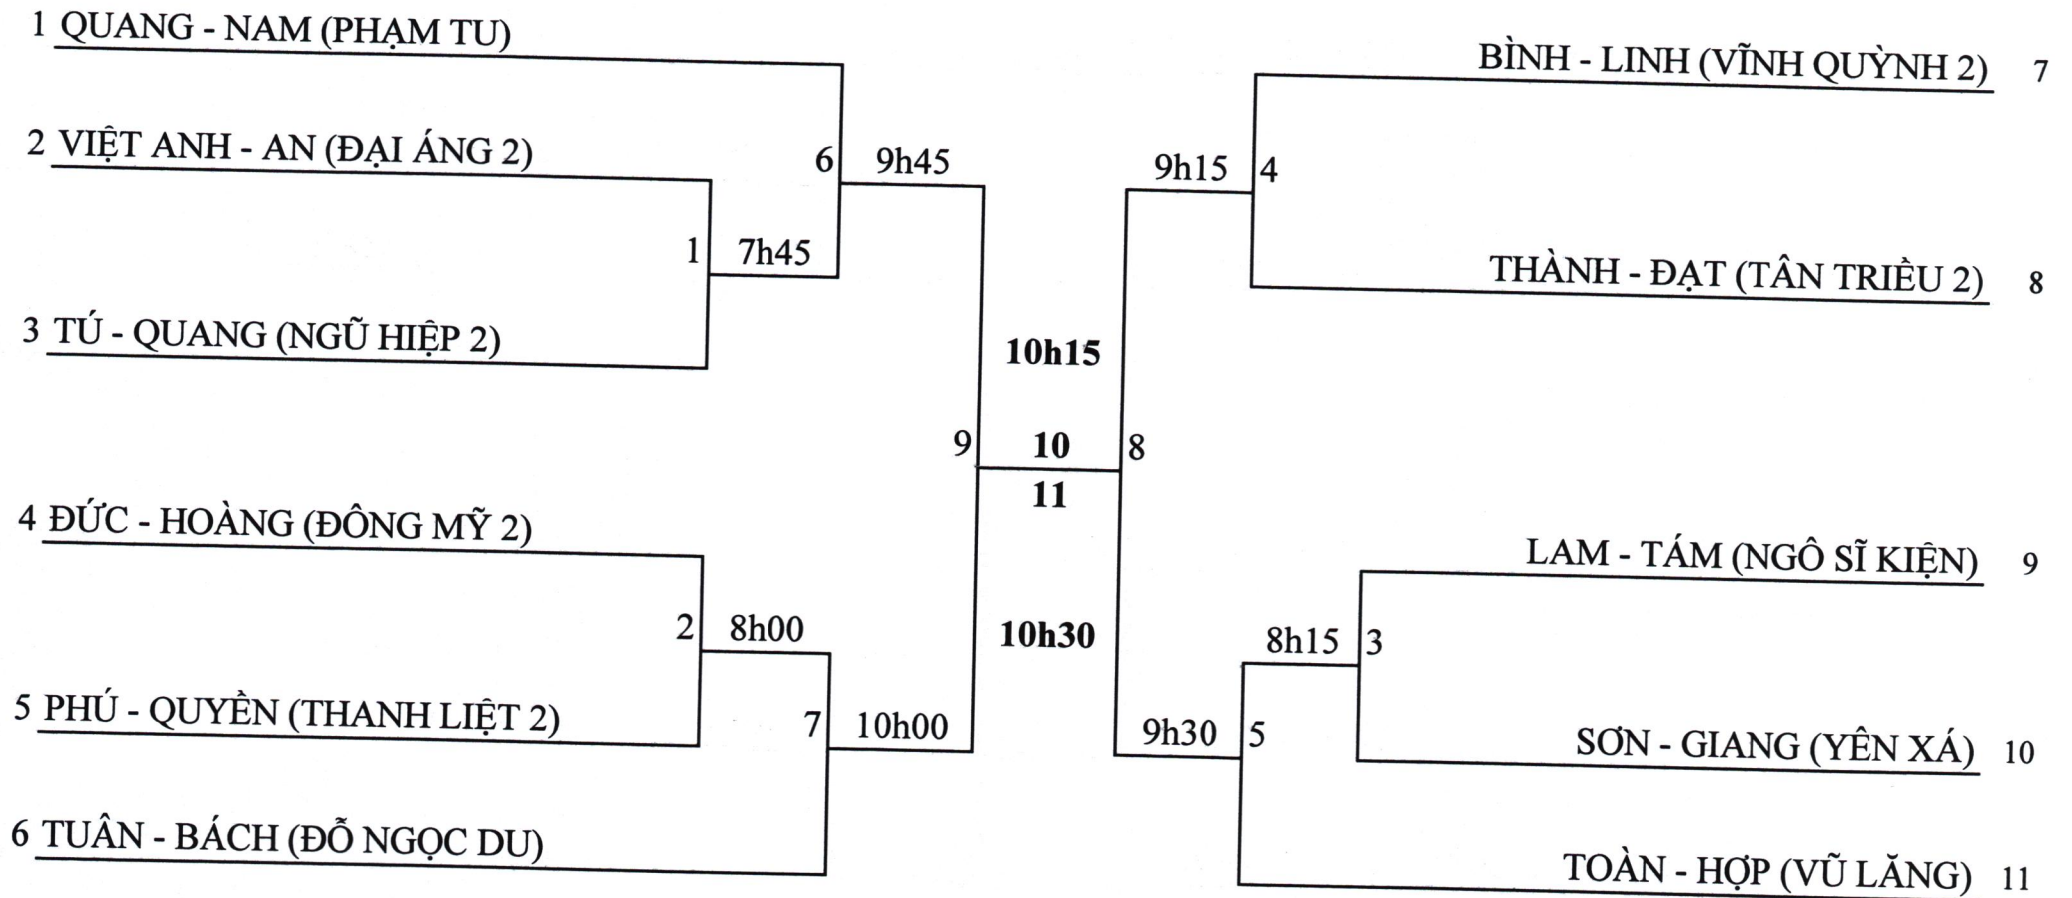 1 QUANG - NAM (PHẠM TU)
2 VIỆT ANH - AN (ĐẠI ÁNG 2)
6 9h45
1 7h45
3 TÚ - QUANG (NGŨ HIỆP 2)
4 ĐỨC - HOÀNG (ĐÔNG MỸ 2)
2 8h00
5 PHÚ - QUYỀN (THANH LIỆT 2)
7 10h00
6 TUÂN - BÁCH (ĐỖ NGỌC DU)
10h15
9 10 8
11
10h30
BÌNH - LINH (VĨNH QUỲNH 2) 7
9h15 4
THÀNH - ĐẠT (TÂN TRIỀU 2) 8
LAM - TÁM (NGÔ SĨ KIỆN) 9
8h15 3
9h30 5
SƠN - GIANG (YÊN XÁ) 10
TOÀN - HỢP (VŨ LĂNG) 11